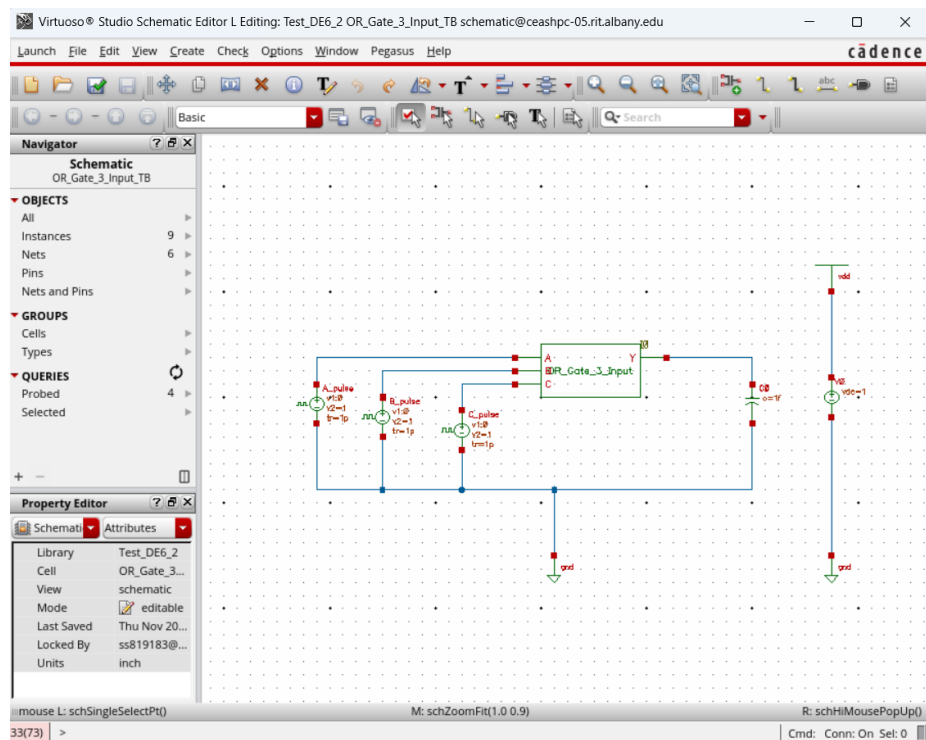 Virtuoso® Studio Schematic Editor L Editing: Test_DE6_2 OR_Gate_3_Input_TB schematic@ceashpc-05.rit.albany.edu
Launch File Edit View Create Check Options Window Pegasus Help
cādence
Basic
Search
Navigator
Schematic
OR_Gate_3_Input_TB
OBJECTS
All
Instances 9
Nets 6
Pins
Nets and Pins
GROUPS
Cells
Types
QUERIES
Probed 4
Selected
Property Editor
Schemati Attributes
Library Test_DE6_2
Cell OR_Gate_3...
View schematic
Mode editable
Last Saved Thu Nov 20...
Locked By ss819183@...
Units inch
vdd
A Y
B OR_Gate_3_Input
C
A_pulse
v1:0
v2=1
tr=1p
B_pulse
v1:0
v2=1
tr=1p
C_pulse
v1:0
v2=1
tr=1p
C0
c=1f
V0
vdc=1
gnd
gnd
mouse L: schSingleSelectPt() M: schZoomFit(1.0 0.9) R: schHiMousePopUp()
33(73) > Cmd: Conn: On Sel: 0